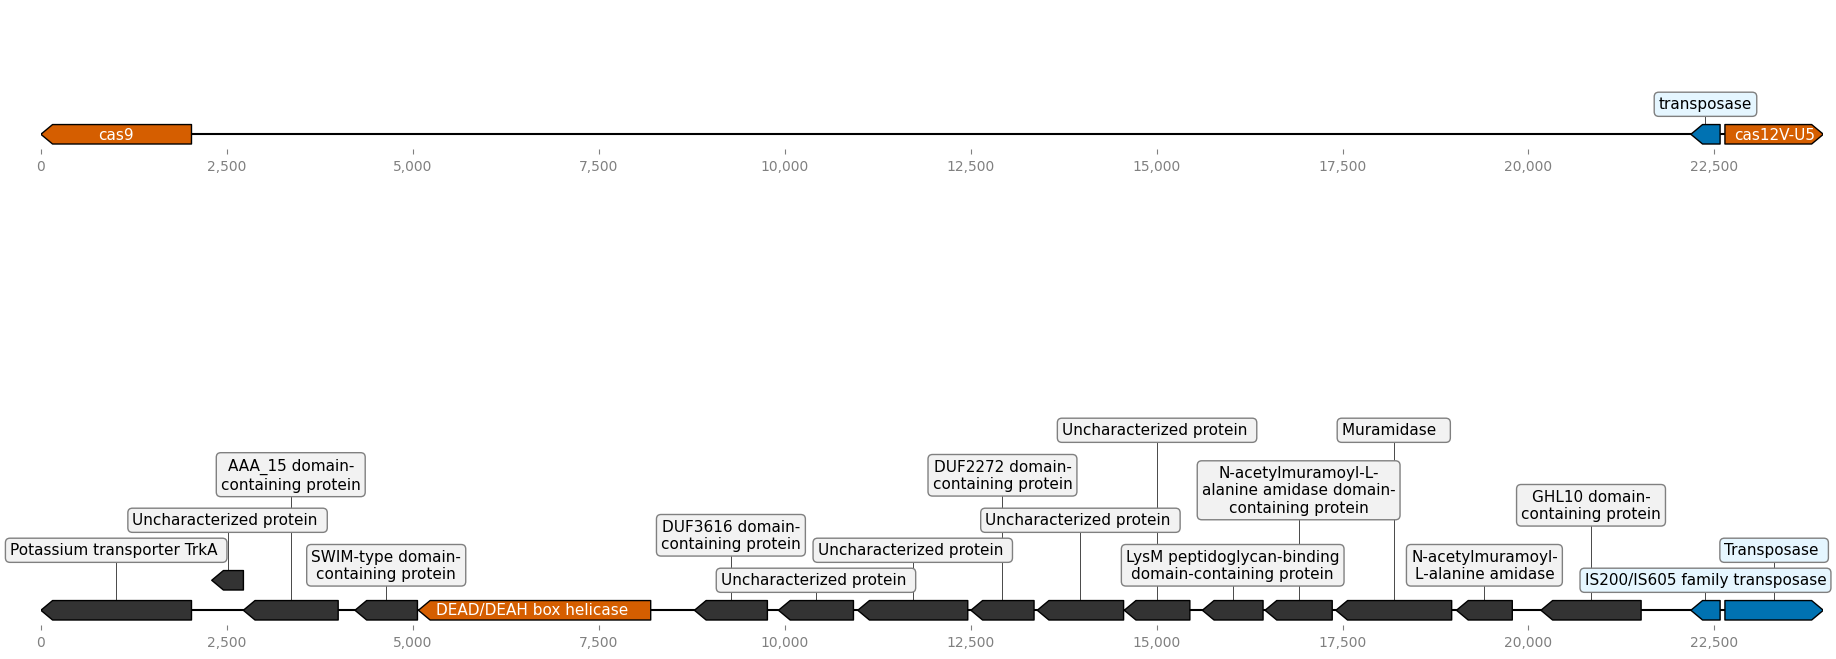 transposase
cas9
cas12V-U5
0 2,500 5,000 7,500 10,000 12,500 15,000 17,500 20,000 22,500
Uncharacterized protein
Muramidase
AAA_15 domain-
containing protein
DUF2272 domain-
containing protein
N-acetylmuramoyl-L-
alanine amidase domain-
containing protein
GHL10 domain-
containing protein
Uncharacterized protein
DUF3616 domain-
containing protein
Uncharacterized protein
Potassium transporter TrkA
SWIM-type domain-
containing protein
Uncharacterized protein
LysM peptidoglycan-binding
domain-containing protein
N-acetylmuramoyl-
L-alanine amidase
Transposase
Uncharacterized protein
IS200/IS605 family transposase
DEAD/DEAH box helicase
0 2,500 5,000 7,500 10,000 12,500 15,000 17,500 20,000 22,500